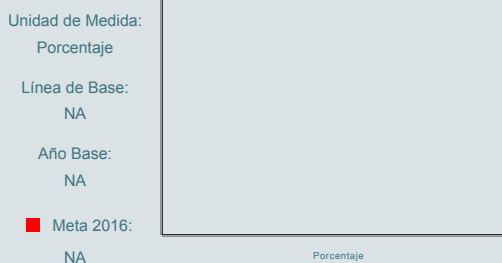 Unidad de Medida:
Porcentaje
Línea de Base:
NA
Año Base:
NA
Meta 2016:
NA
Porcentaje